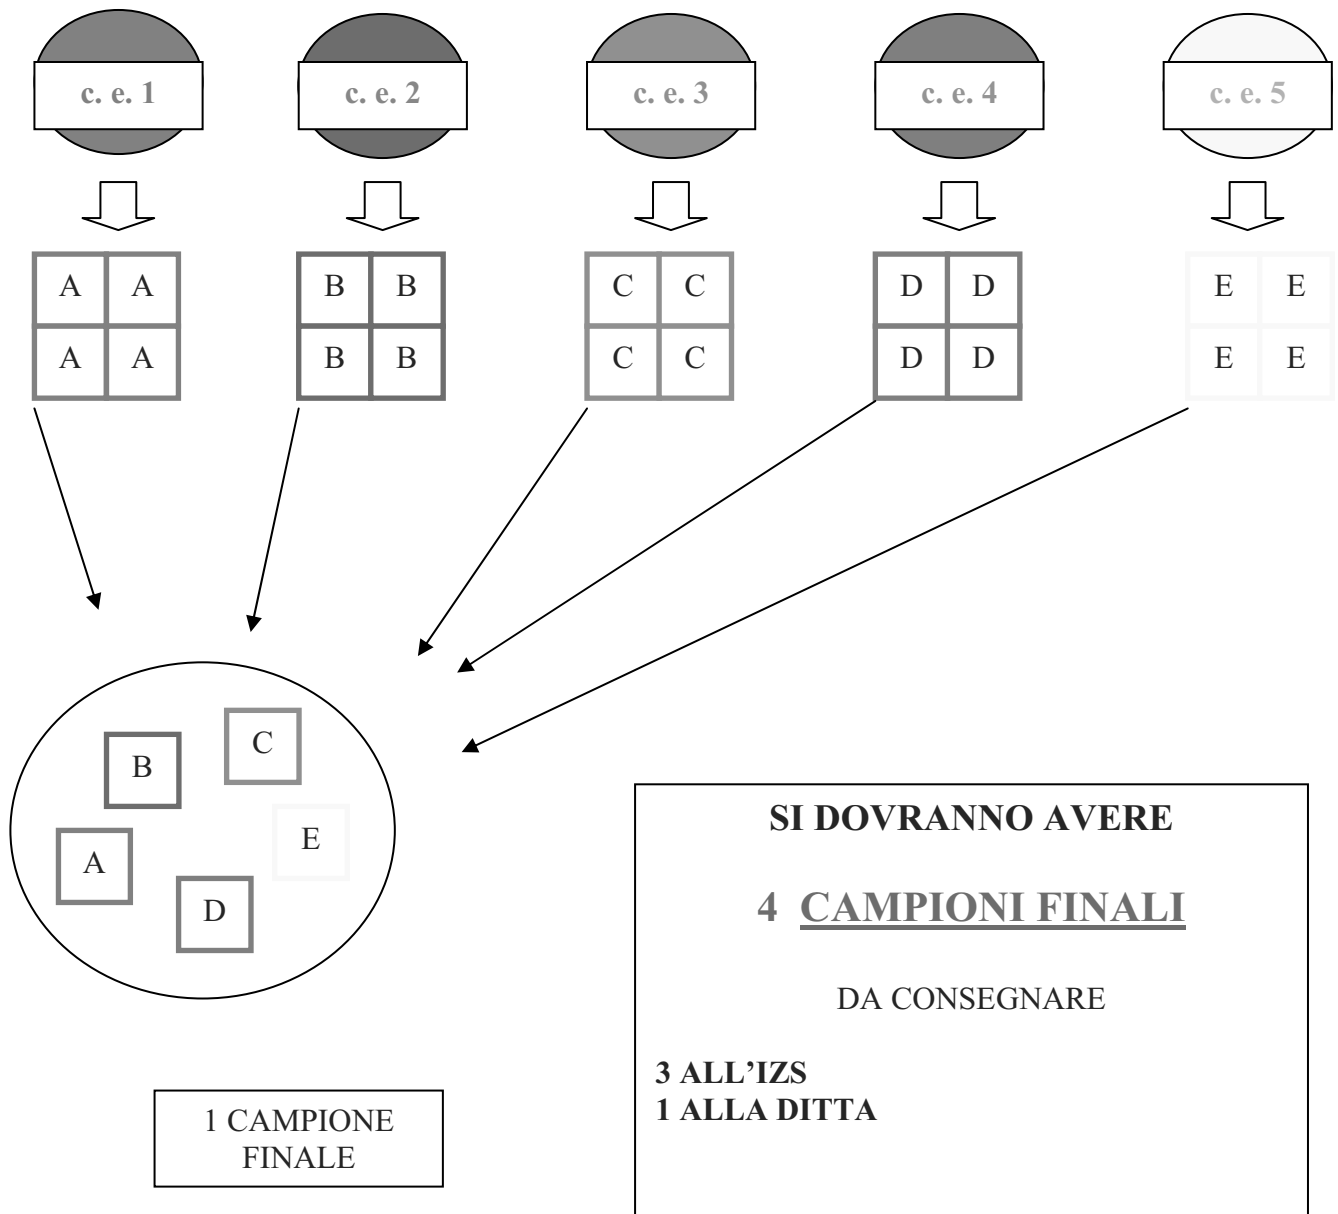 c. e. 1 c. e. 2 c. e. 3 c. e. 4 c. e. 5
A A B B C C D D E E
A A B B C C D D E E
C
B
E
A
D
SI DOVRANNO AVERE
4 CAMPIONI FINALI
DA CONSEGNARE
3 ALL’IZS
1 ALLA DITTA
1 CAMPIONE
FINALE